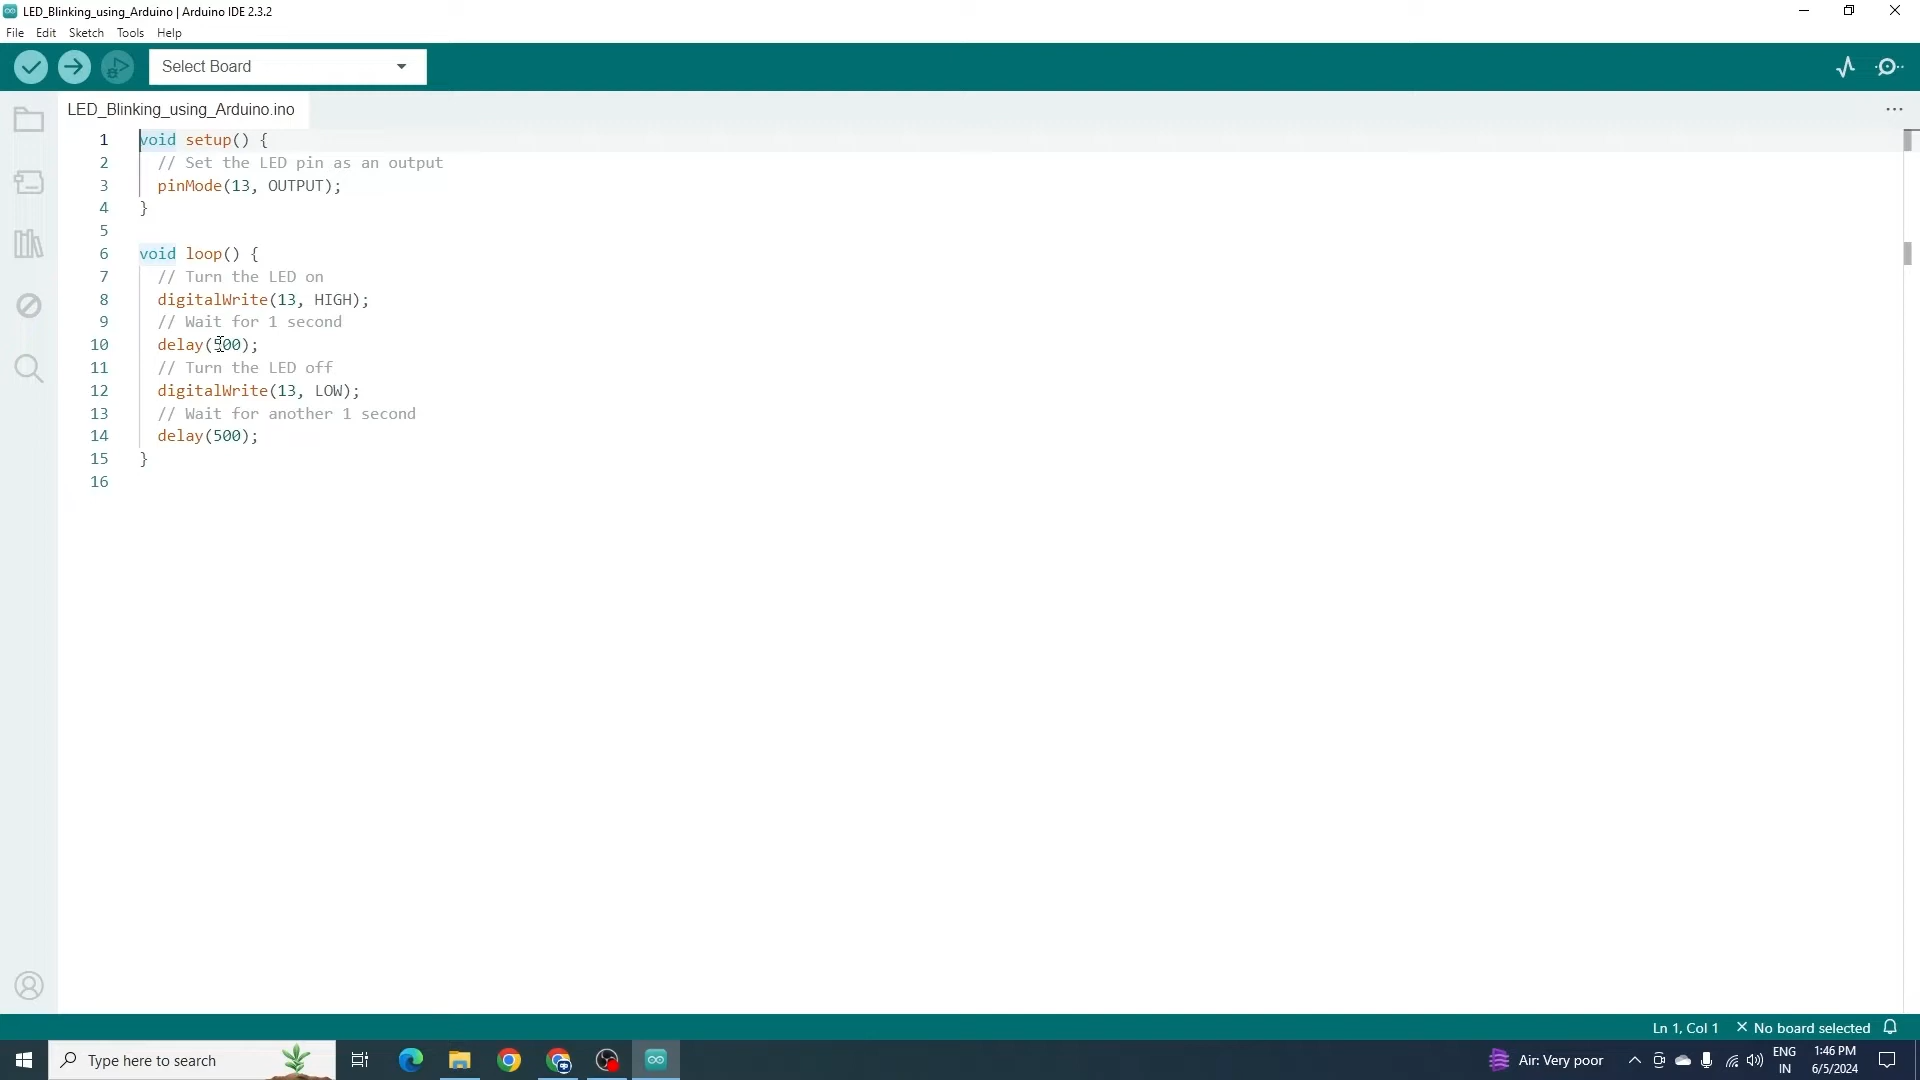 LED_Blinking_using_Arduino | Arduino IDE 2.3.2
File Edit Sketch Tools Help
Select Board
LED_Blinking_using_Arduino.ino
1 void setup() {
2 // Set the LED pin as an output
3 pinMode(13, OUTPUT);
4 }
5
6 void loop() {
7 // Turn the LED on
8 digitalWrite(13, HIGH);
9 // Wait for 1 second
10 delay(500);
11 // Turn the LED off
12 digitalWrite(13, LOW);
13 // Wait for another 1 second
14 delay(500);
15 }
16
Ln 1, Col 1 No board selected
Type here to search
Air: Very poor
ENG
IN
1:46 PM
6/5/2024